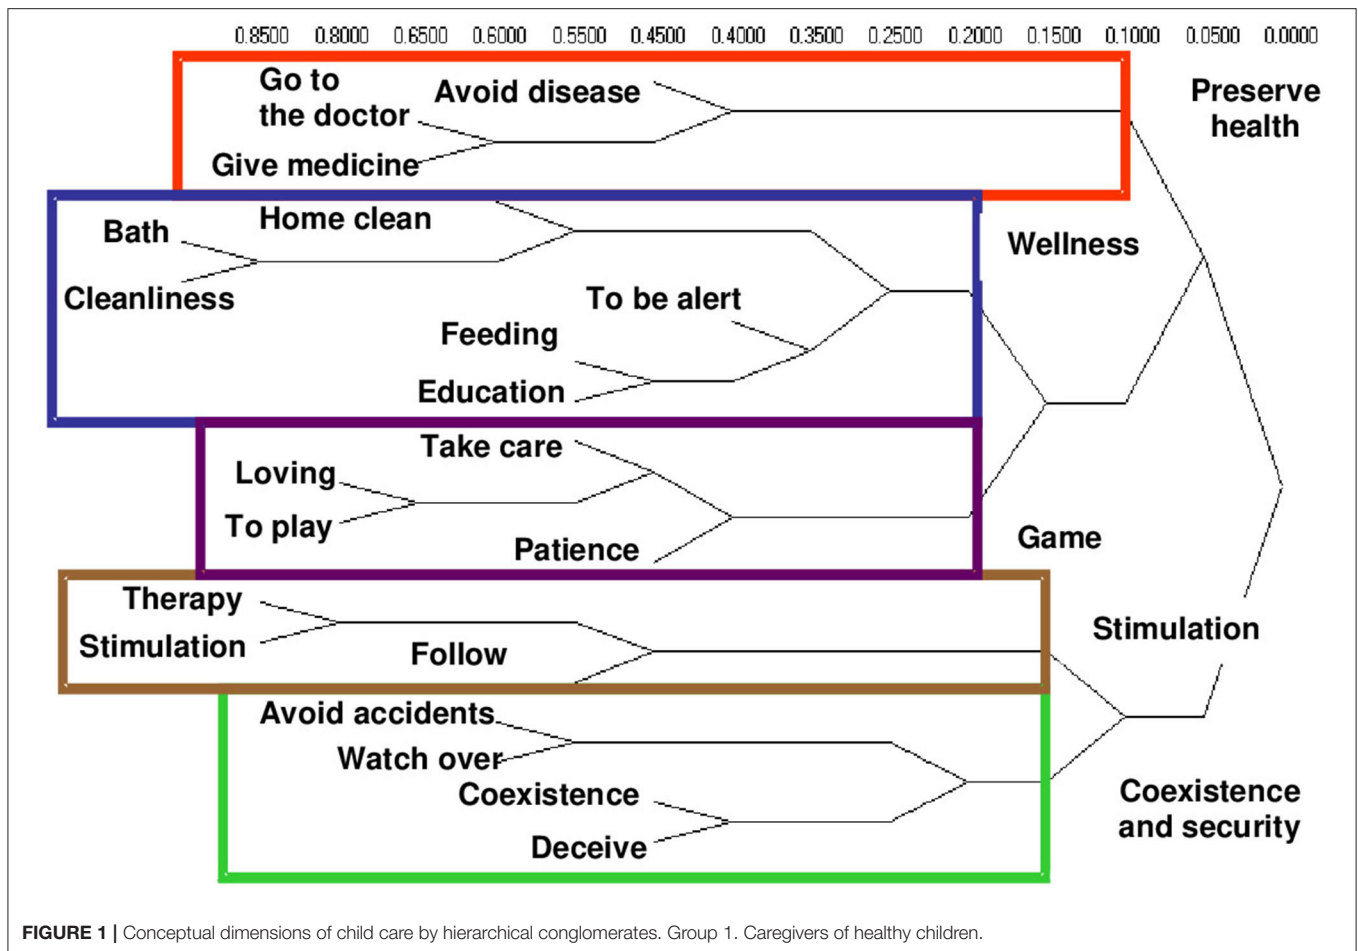 0.8500 0.8000 0.6500 0.6000 0.5500 0.4500 0.4000 0.3500 0.2500 0.2000 0.1500 0.1000 0.0500 0.0000
Go to
the doctor
Avoid disease
Give medicine
Preserve
health
Home clean
Bath
Cleanliness
Wellness
To be alert
Feeding
Education
Take care
Loving
To play
Patience
Game
Therapy
Stimulation
Follow
Stimulation
Avoid accidents
Watch over
Coexistence
Deceive
Coexistence
and security
FIGURE 1 | Conceptual dimensions of child care by hierarchical conglomerates. Group 1. Caregivers of healthy children.